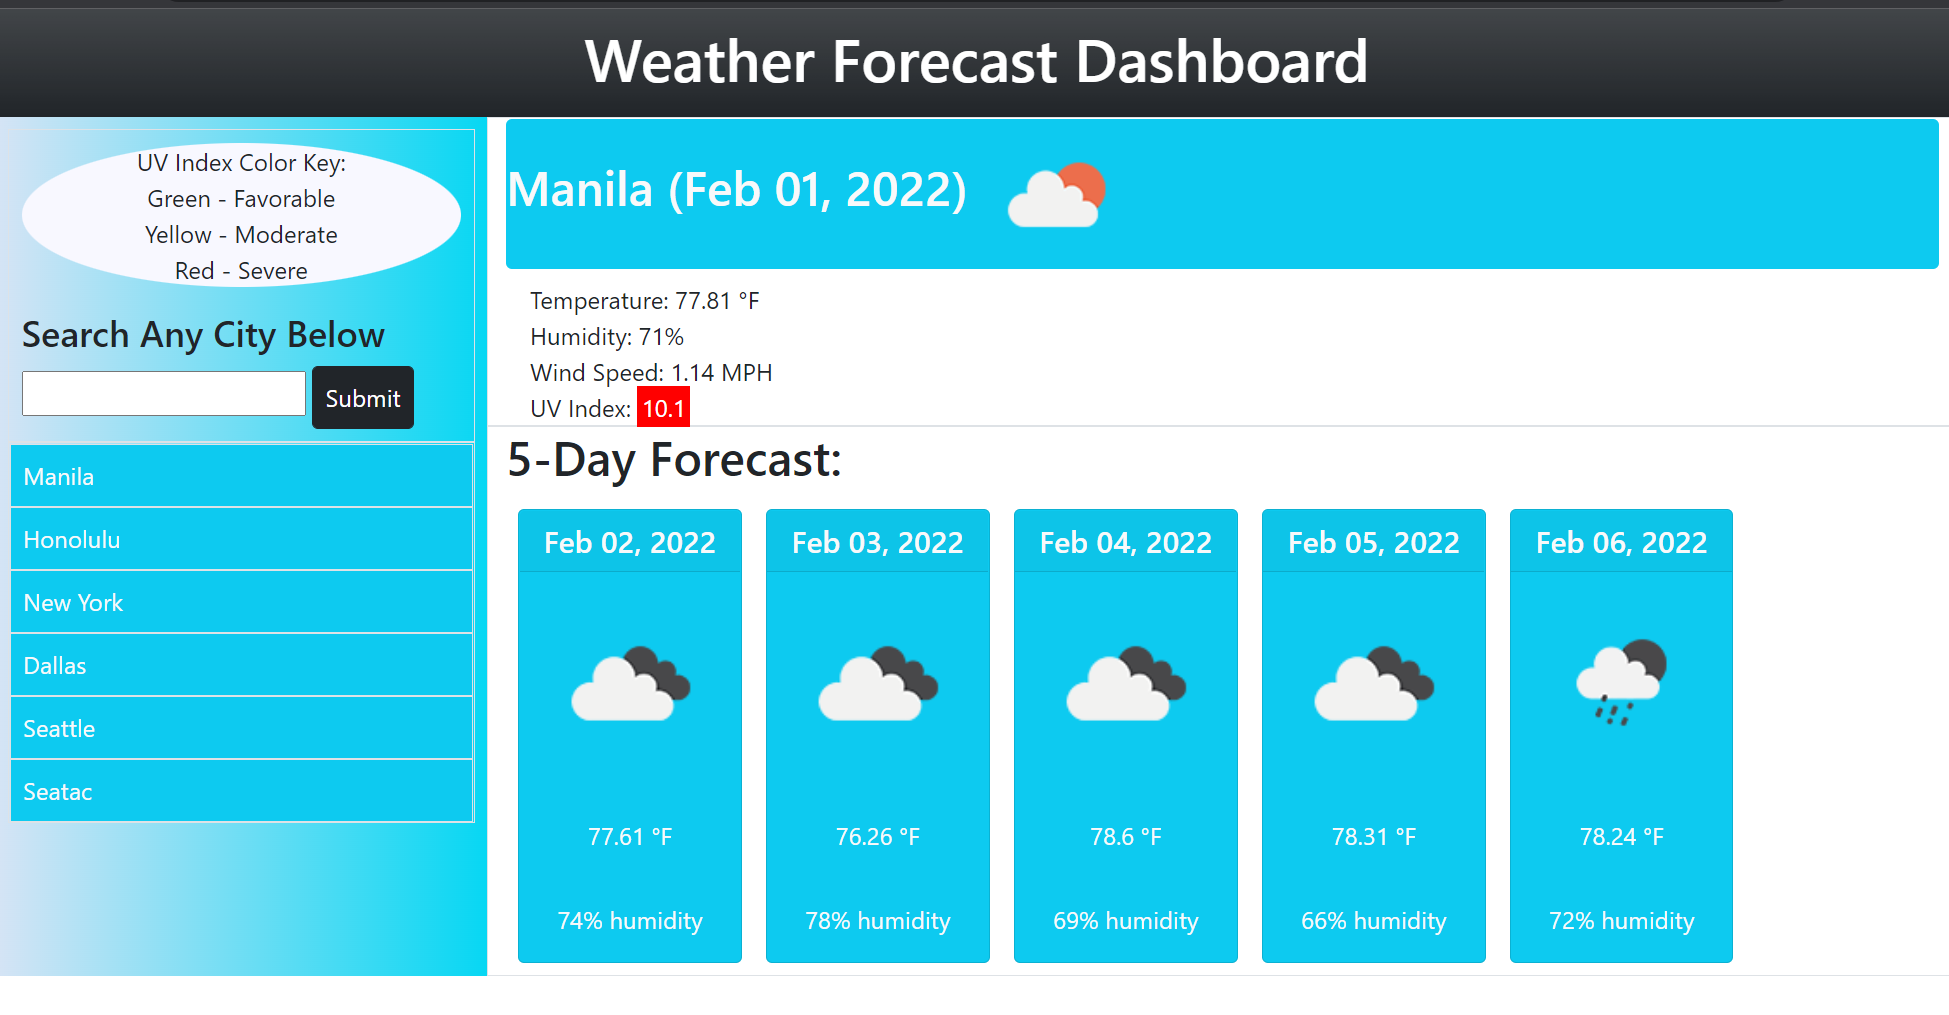 Weather Forecast Dashboard
UV Index Color Key:
Green - Favorable
Yellow - Moderate
Red - Severe
Search Any City Below
Submit
Manila
Honolulu
New York
Dallas
Seattle
Seatac
Manila (Feb 01, 2022)
Temperature: 77.81 °F
Humidity: 71%
Wind Speed: 1.14 MPH
UV Index: 10.1
5-Day Forecast:
Feb 02, 2022
77.61 °F
74% humidity
Feb 03, 2022
76.26 °F
78% humidity
Feb 04, 2022
78.6 °F
69% humidity
Feb 05, 2022
78.31 °F
66% humidity
Feb 06, 2022
78.24 °F
72% humidity